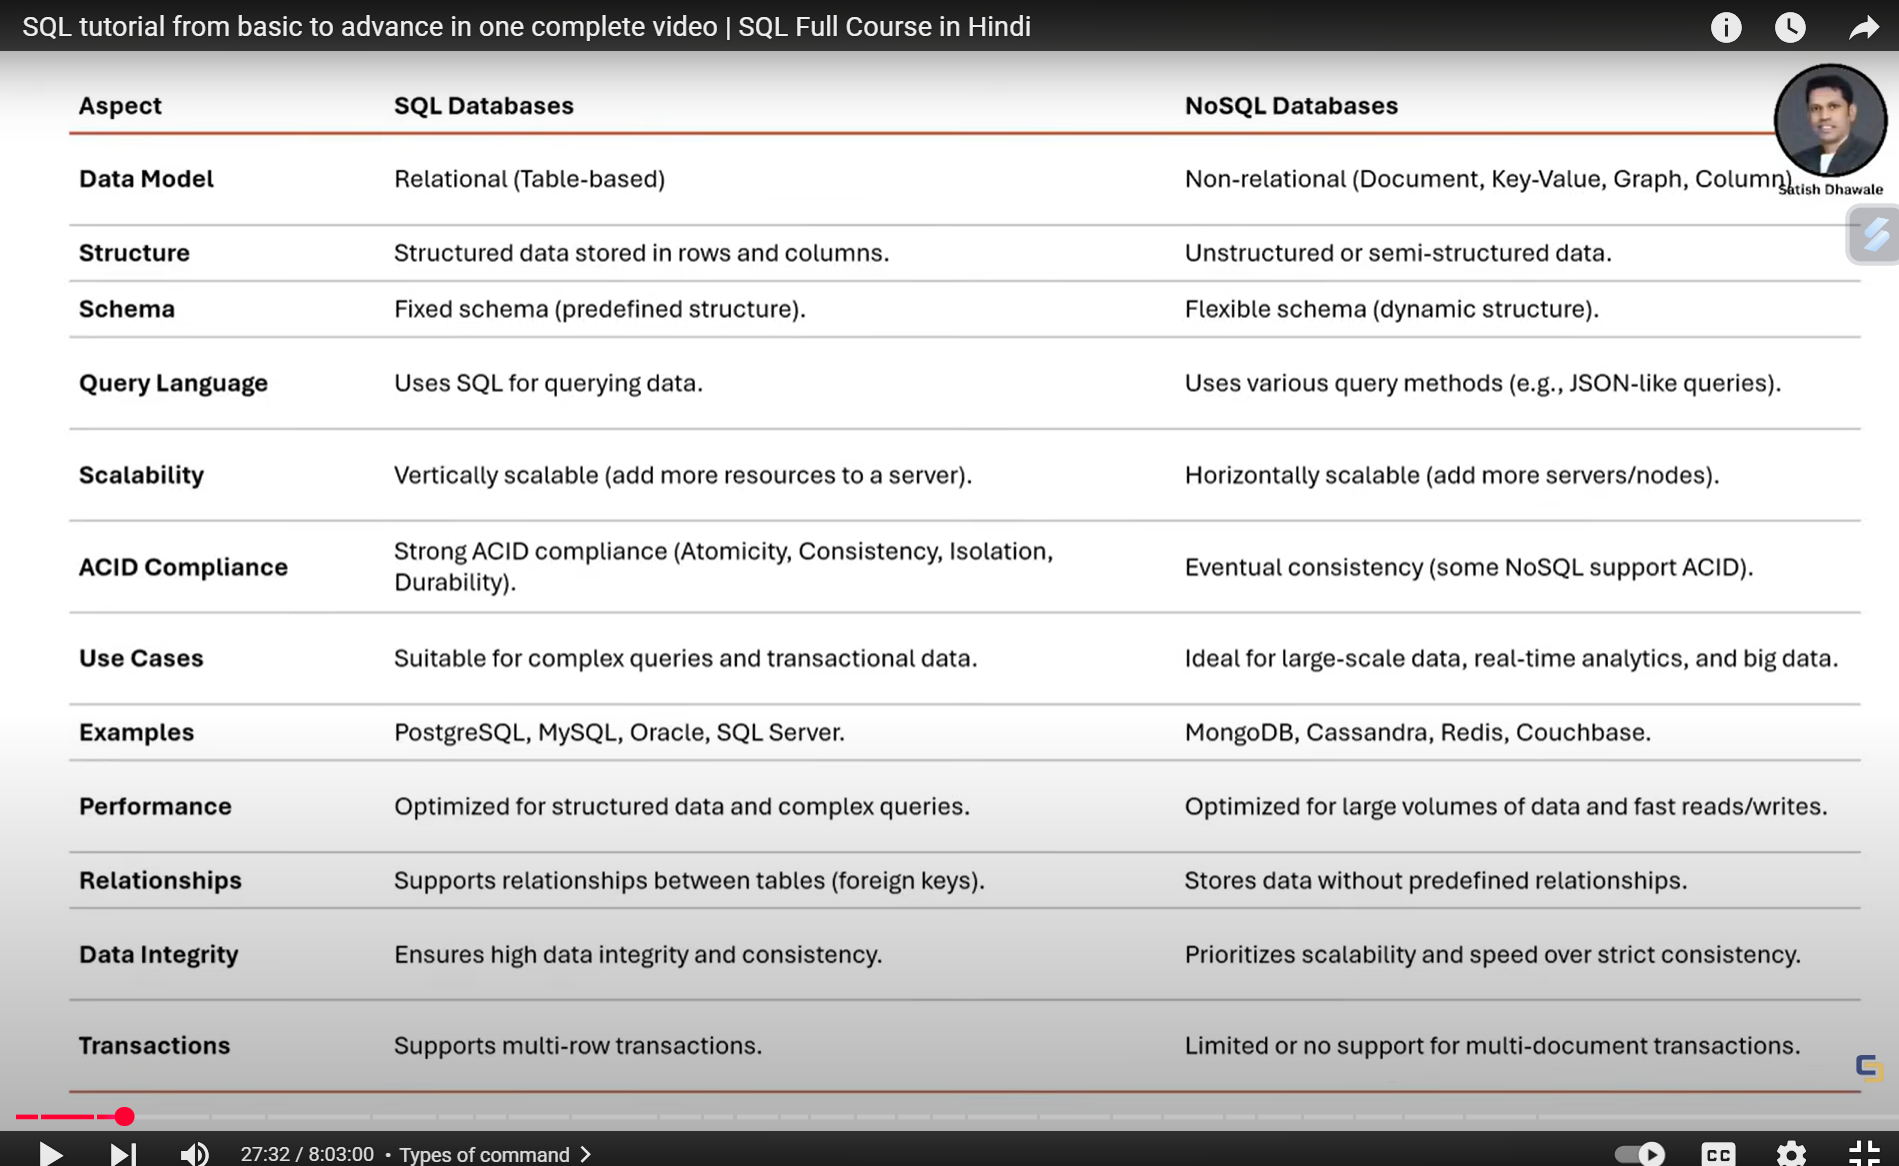 SQL tutorial from basic to advance in one complete video | SQL Full Course in Hindi
Aspect SQL Databases NoSQL Databases
Data Model Relational (Table-based) Non-relational (Document, Key-Value, Graph, Column)
Satish Dhawale
Structure Structured data stored in rows and columns. Unstructured or semi-structured data.
Schema Fixed schema (predefined structure). Flexible schema (dynamic structure).
Query Language Uses SQL for querying data. Uses various query methods (e.g., JSON-like queries).
Scalability Vertically scalable (add more resources to a server). Horizontally scalable (add more servers/nodes).
ACID Compliance Strong ACID compliance (Atomicity, Consistency, Isolation, Durability). Eventual consistency (some NoSQL support ACID).
Use Cases Suitable for complex queries and transactional data. Ideal for large-scale data, real-time analytics, and big data.
Examples PostgreSQL, MySQL, Oracle, SQL Server. MongoDB, Cassandra, Redis, Couchbase.
Performance Optimized for structured data and complex queries. Optimized for large volumes of data and fast reads/writes.
Relationships Supports relationships between tables (foreign keys). Stores data without predefined relationships.
Data Integrity Ensures high data integrity and consistency. Prioritizes scalability and speed over strict consistency.
Transactions Supports multi-row transactions. Limited or no support for multi-document transactions.
27:32 / 8:03:00 • Types of command CC